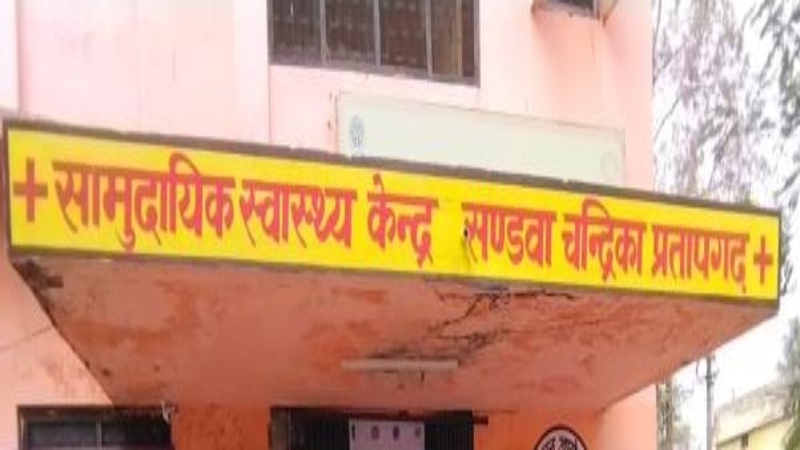 + सामुदायिक स्वास्थ्य केन्द्र सण्डवा चन्द्रिका प्रतापगढ़ +